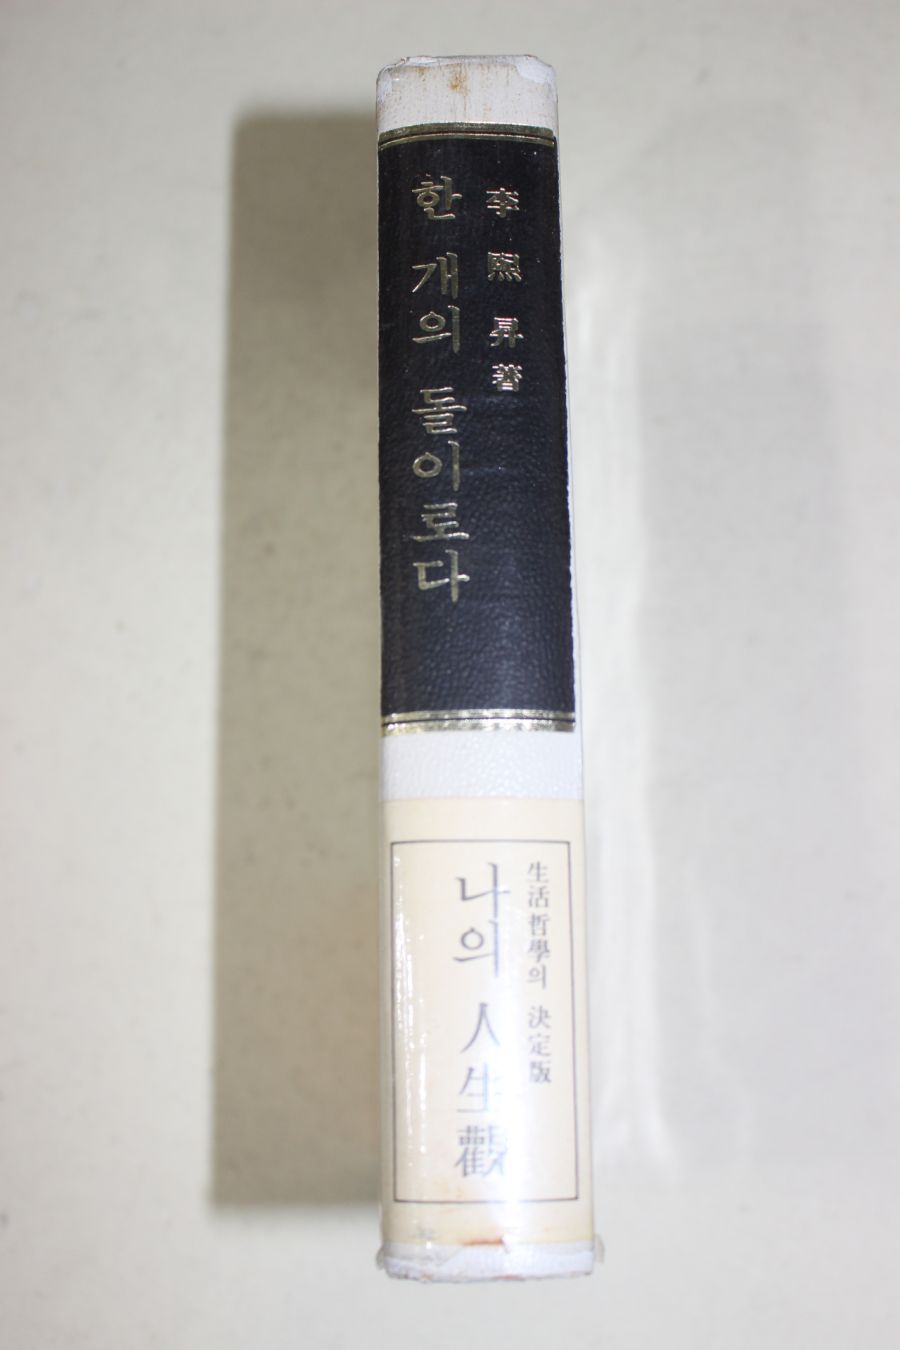 李熙昇著
한 개의 돌이로다
生活哲學의 決定版
나의 人生觀